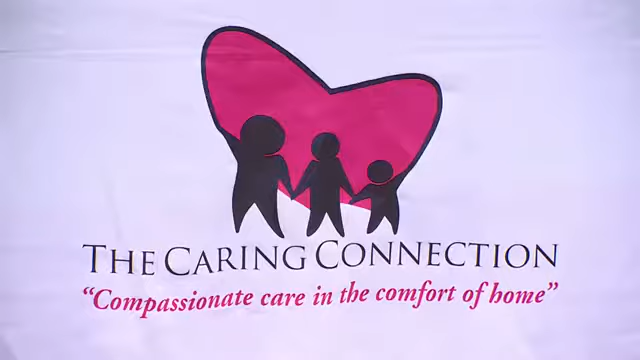 THE CARING CONNECTION
“Compassionate care in the comfort of home”